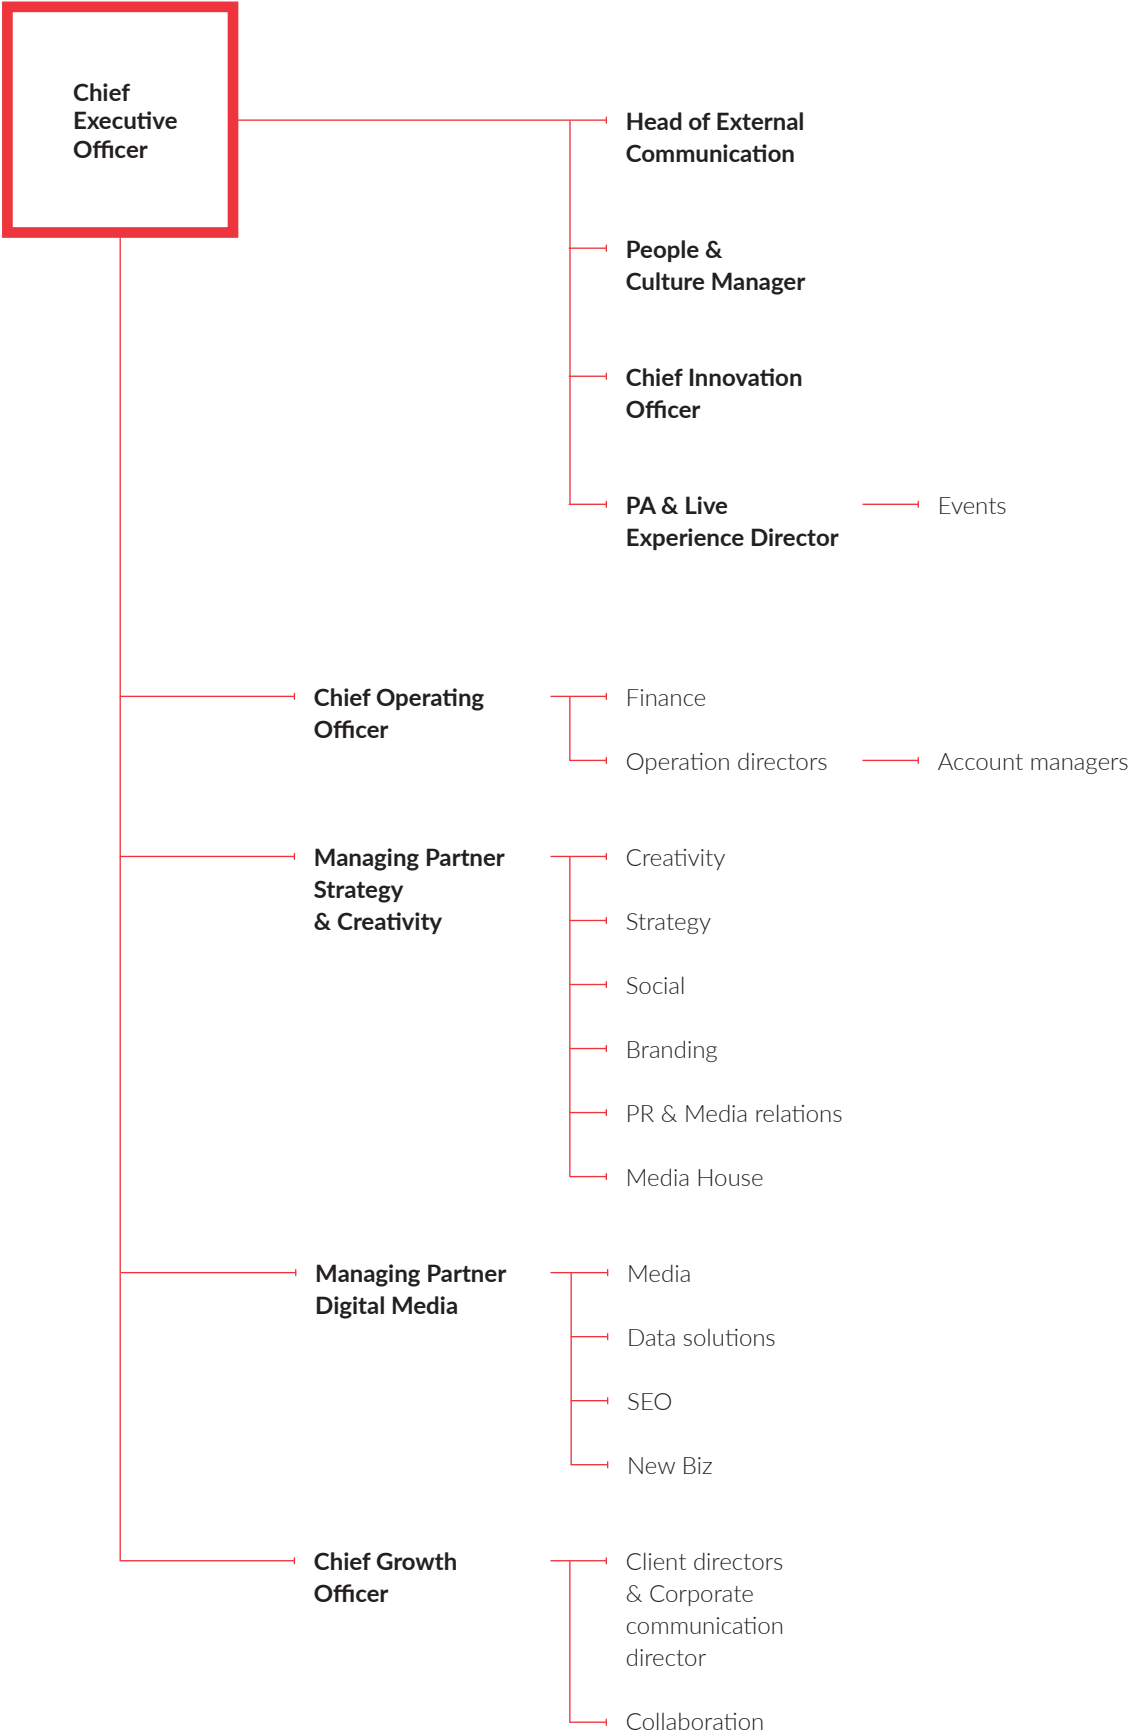 Chief
Executive
Officer
Head of External
Communication
People &
Culture Manager
Chief Innovation
Officer
PA & Live
Experience Director
Events
Chief Operating
Officer
Finance
Operation directors
Account managers
Managing Partner
Strategy
& Creativity
Creativity
Strategy
Social
Branding
PR & Media relations
Media House
Managing Partner
Digital Media
Media
Data solutions
SEO
New Biz
Chief Growth
Officer
Client directors
& Corporate
communication
director
Collaboration